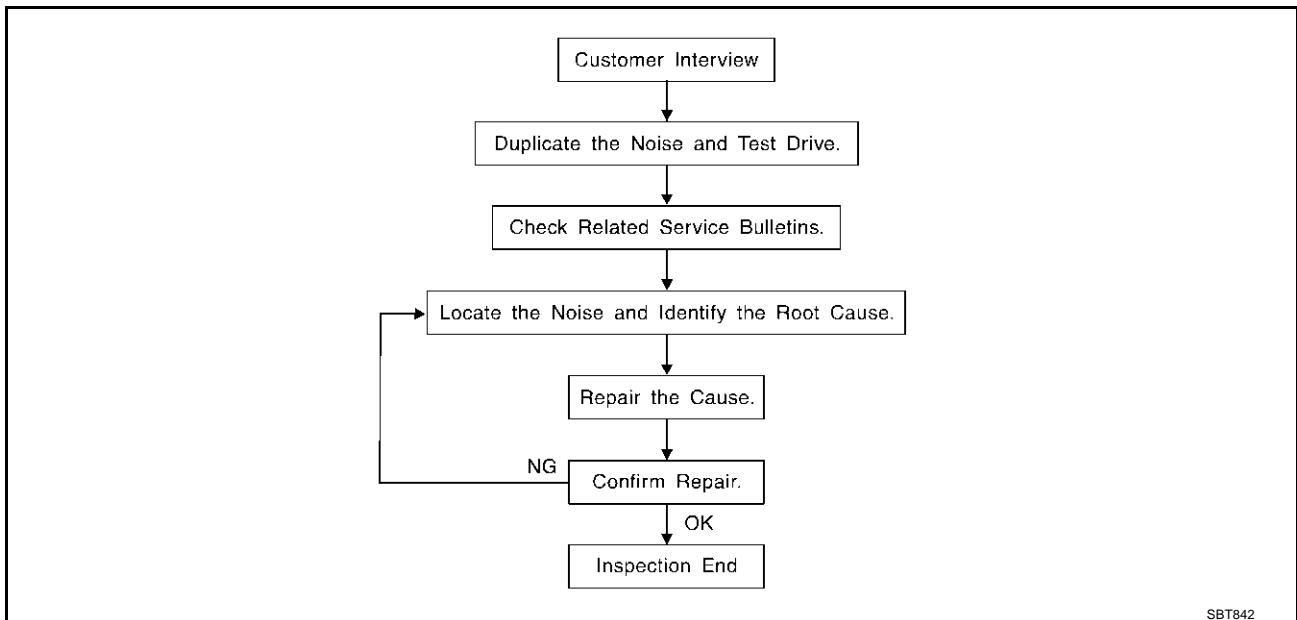 Customer Interview
Duplicate the Noise and Test Drive.
Check Related Service Bulletins.
Locate the Noise and Identify the Root Cause.
Repair the Cause.
NG
Confirm Repair.
OK
Inspection End
SBT842